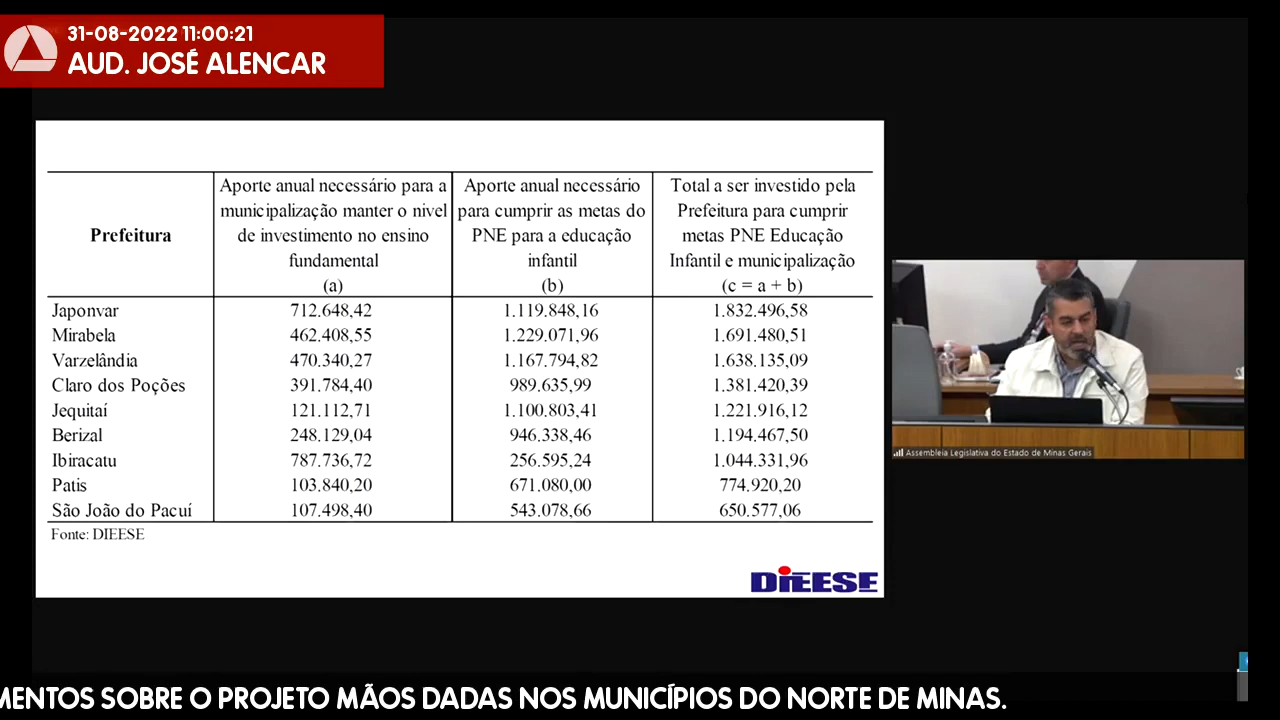 31-08-2022 11:00:21
AUD. JOSÉ ALENCAR
Prefeitura
Aporte anual necessário para a
municipalização manter o nivel
de investimento no ensino
fundamental
(a)
Aporte anual necessário
para cumprir as metas do
PNE para a educação
infantil
(b)
Total a ser investido pela
Prefeitura para cumprir
metas PNE Educação
Infantil e municipalização
(c = a + b)
Japonvar 712.648,42 1.119.848,16 1.832.496,58
Mirabela 462.408,55 1.229.071,96 1.691.480,51
Varzelândia 470.340,27 1.167.794,82 1.638.135,09
Claro dos Poções 391.784,40 989.635,99 1.381.420,39
Jequitaí 121.112,71 1.100.803,41 1.221.916,12
Berizal 248.129,04 946.338,46 1.194.467,50
Ibiracatu 787.736,72 256.595,24 1.044.331,96
Patis 103.840,20 671.080,00 774.920,20
São João do Pacuí 107.498,40 543.078,66 650.577,06
Fonte: DIEESE
DIEESE
Assembleia Legislativa do Estado de Minas Gerais
MENTOS SOBRE O PROJETO MÃOS DADAS NOS MUNICÍPIOS DO NORTE DE MINAS.